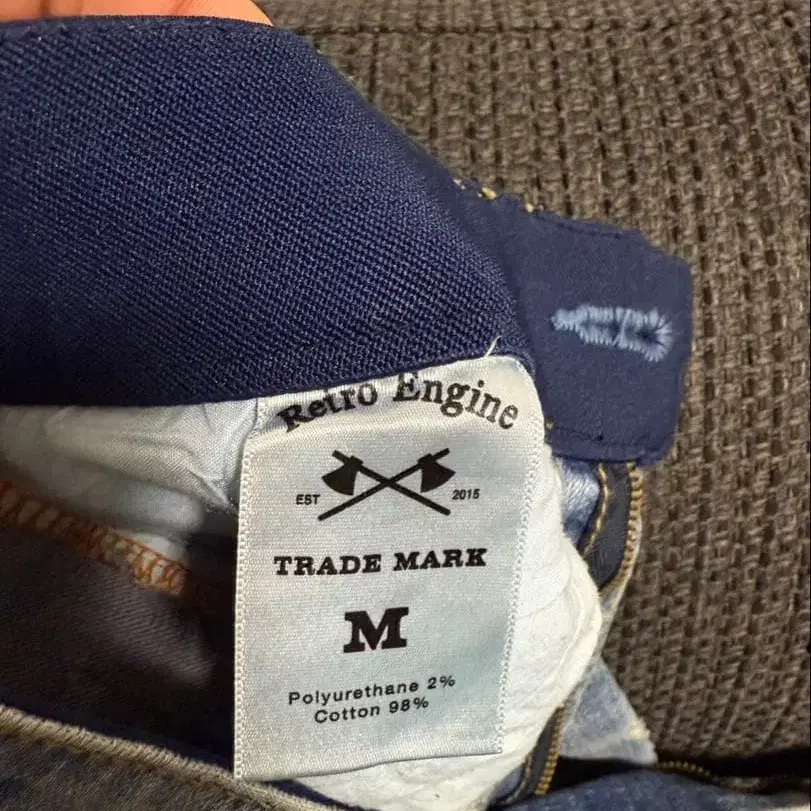 Retro Engine
EST 2015
TRADE MARK
M
Polyurethane 2%
Cotton 98%